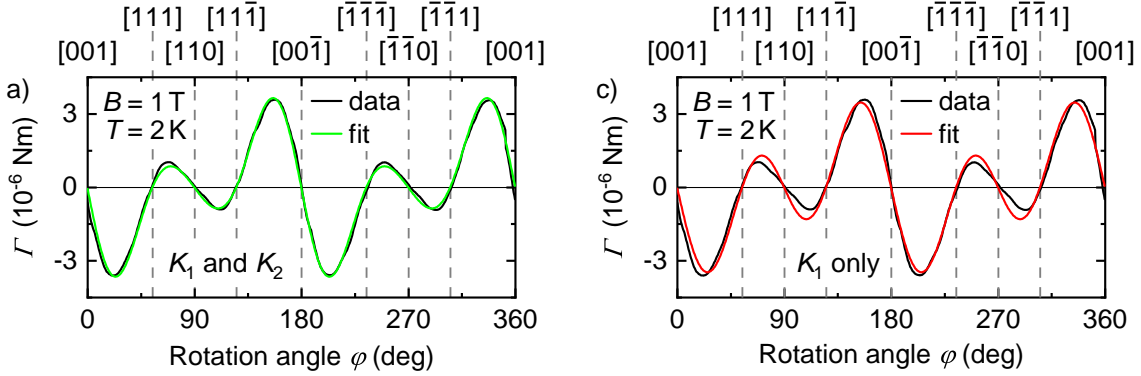 [111] [11̅1̅] [1̅1̅1̅] [1̅1̅1]
[001] [110] [001̅] [1̅1̅0] [001]
a)
B = 1 T
T = 2 K
data
fit
K₁ and K₂
3
0
-3
Γ (10⁻⁶ Nm)
0 90 180 270 360
Rotation angle φ (deg)
[111] [111̅] [1̅1̅1̅] [1̅1̅1]
[001] [110] [001̅] [1̅1̅0] [001]
c)
B = 1 T
T = 2 K
data
fit
K₁ only
3
0
-3
Γ (10⁻⁶ Nm)
0 90 180 270 360
Rotation angle φ (deg)